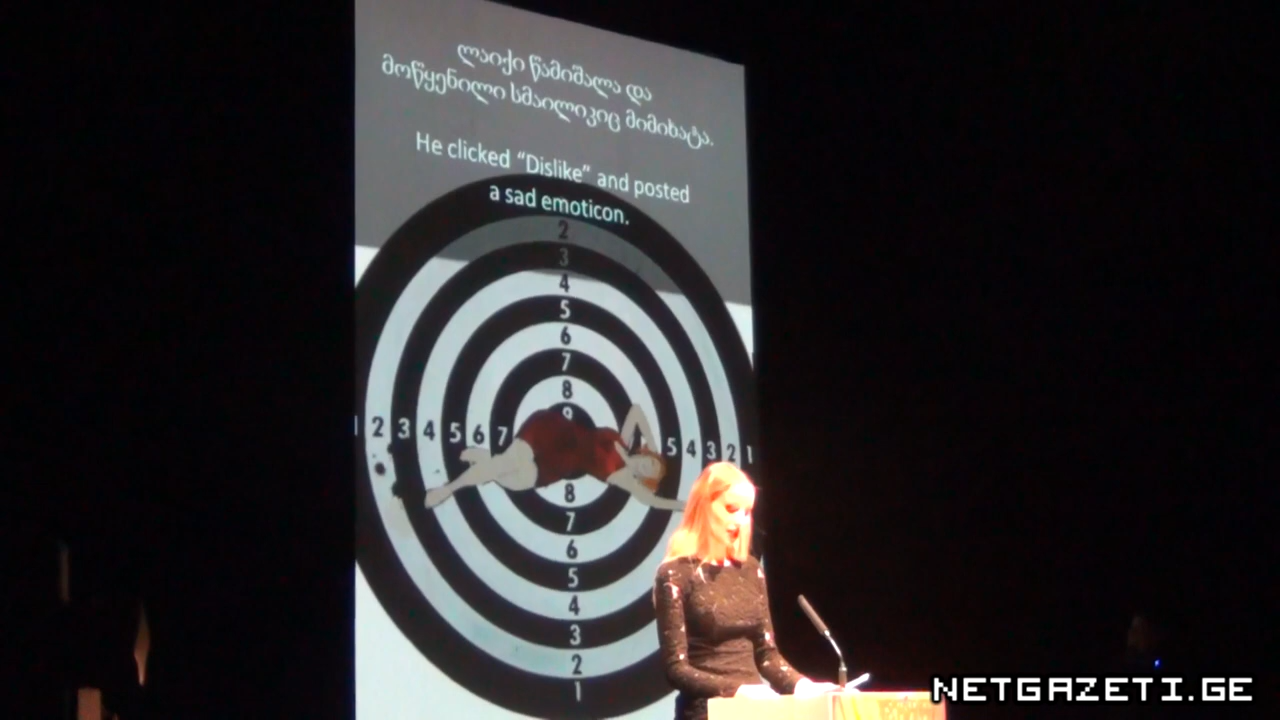 ლაიქი წამიშალა და
მოწყენილი სმაილიკიც მიმიხატა.
He clicked “Dislike” and posted
a sad emoticon.
2
3
4
5
6
7
8
9
1 2 3 4 5 6 7 5 4 3 2 1
8
7
6
5
4
3
2
1
NETGAZETI.GE